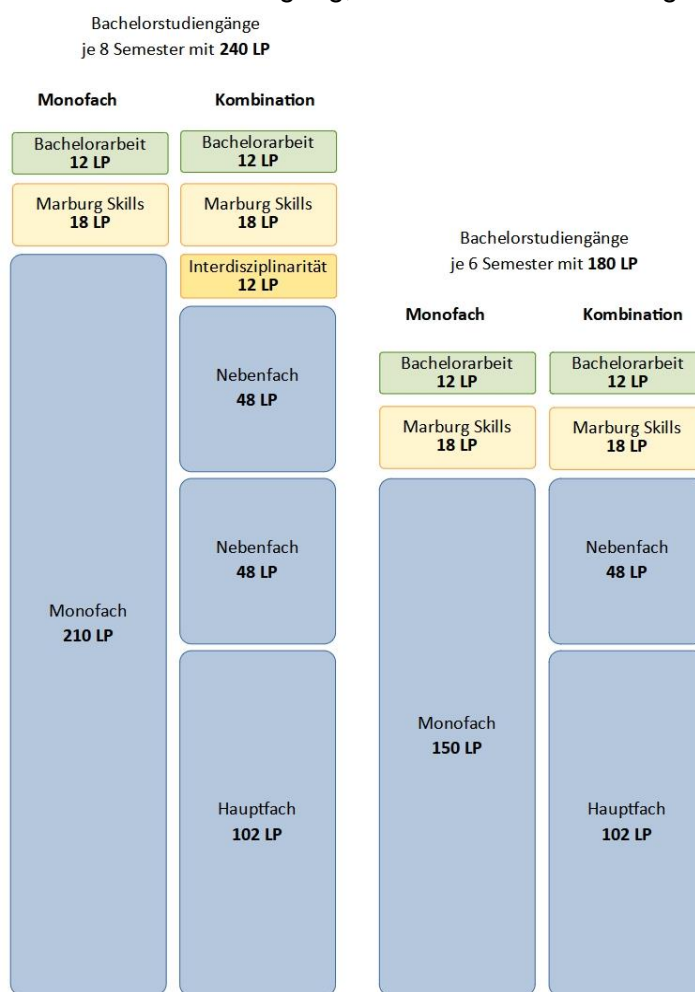 Bachelorstudiengänge
je 8 Semester mit 240 LP
Monofach
Kombination
Bachelorarbeit
12 LP
Marburg Skills
18 LP
Monofach
210 LP
Bachelorarbeit
12 LP
Marburg Skills
18 LP
Interdisziplinarität
12 LP
Nebenfach
48 LP
Nebenfach
48 LP
Hauptfach
102 LP
Bachelorstudiengänge
je 6 Semester mit 180 LP
Monofach
Kombination
Bachelorarbeit
12 LP
Marburg Skills
18 LP
Monofach
150 LP
Bachelorarbeit
12 LP
Marburg Skills
18 LP
Nebenfach
48 LP
Hauptfach
102 LP